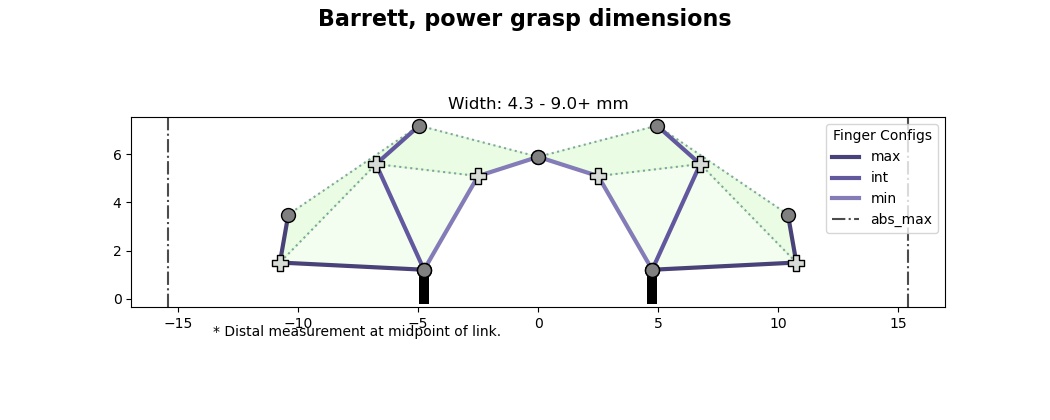 Barrett, power grasp dimensions
Width: 4.3 - 9.0+ mm
Finger Configs
max
int
min
abs_max
6
4
2
0
−15
−10
−5
0
5
10
15
* Distal measurement at midpoint of link.